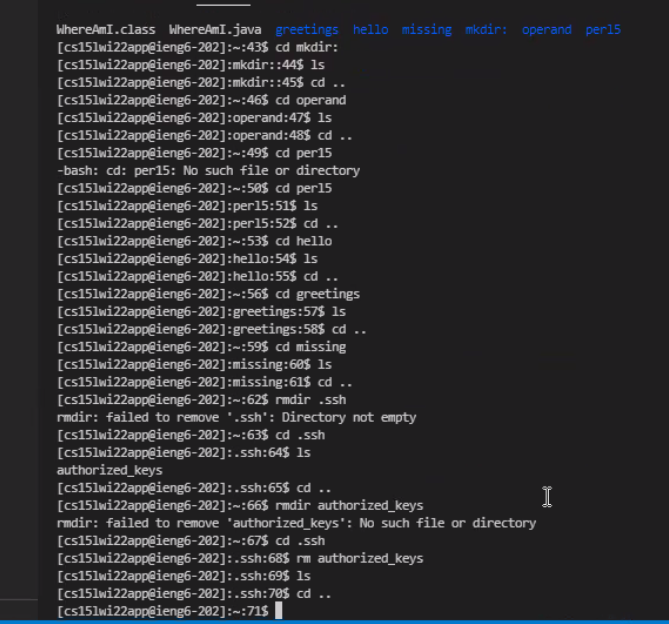 WhereAmI.class  WhereAmI.java  greetings  hello  missing  mkdir:  operand  perl5
[cs15lwi22app@ieng6-202]:~:43$ cd mkdir:
[cs15lwi22app@ieng6-202]:mkdir::44$ ls
[cs15lwi22app@ieng6-202]:mkdir::45$ cd ..
[cs15lwi22app@ieng6-202]:~:46$ cd operand
[cs15lwi22app@ieng6-202]:operand:47$ ls
[cs15lwi22app@ieng6-202]:operand:48$ cd ..
[cs15lwi22app@ieng6-202]:~:49$ cd per15
-bash: cd: per15: No such file or directory
[cs15lwi22app@ieng6-202]:~:50$ cd perl5
[cs15lwi22app@ieng6-202]:perl5:51$ ls
[cs15lwi22app@ieng6-202]:perl5:52$ cd ..
[cs15lwi22app@ieng6-202]:~:53$ cd hello
[cs15lwi22app@ieng6-202]:hello:54$ ls
[cs15lwi22app@ieng6-202]:hello:55$ cd ..
[cs15lwi22app@ieng6-202]:~:56$ cd greetings
[cs15lwi22app@ieng6-202]:greetings:57$ ls
[cs15lwi22app@ieng6-202]:greetings:58$ cd ..
[cs15lwi22app@ieng6-202]:~:59$ cd missing
[cs15lwi22app@ieng6-202]:missing:60$ ls
[cs15lwi22app@ieng6-202]:missing:61$ cd ..
[cs15lwi22app@ieng6-202]:~:62$ rmdir .ssh
rmdir: failed to remove '.ssh': Directory not empty
[cs15lwi22app@ieng6-202]:~:63$ cd .ssh
[cs15lwi22app@ieng6-202]:.ssh:64$ ls
authorized_keys
[cs15lwi22app@ieng6-202]:.ssh:65$ cd ..
[cs15lwi22app@ieng6-202]:~:66$ rmdir authorized_keys
rmdir: failed to remove 'authorized_keys': No such file or directory
[cs15lwi22app@ieng6-202]:~:67$ cd .ssh
[cs15lwi22app@ieng6-202]:.ssh:68$ rm authorized_keys
[cs15lwi22app@ieng6-202]:.ssh:69$ ls
[cs15lwi22app@ieng6-202]:.ssh:70$ cd ..
[cs15lwi22app@ieng6-202]:~:71$